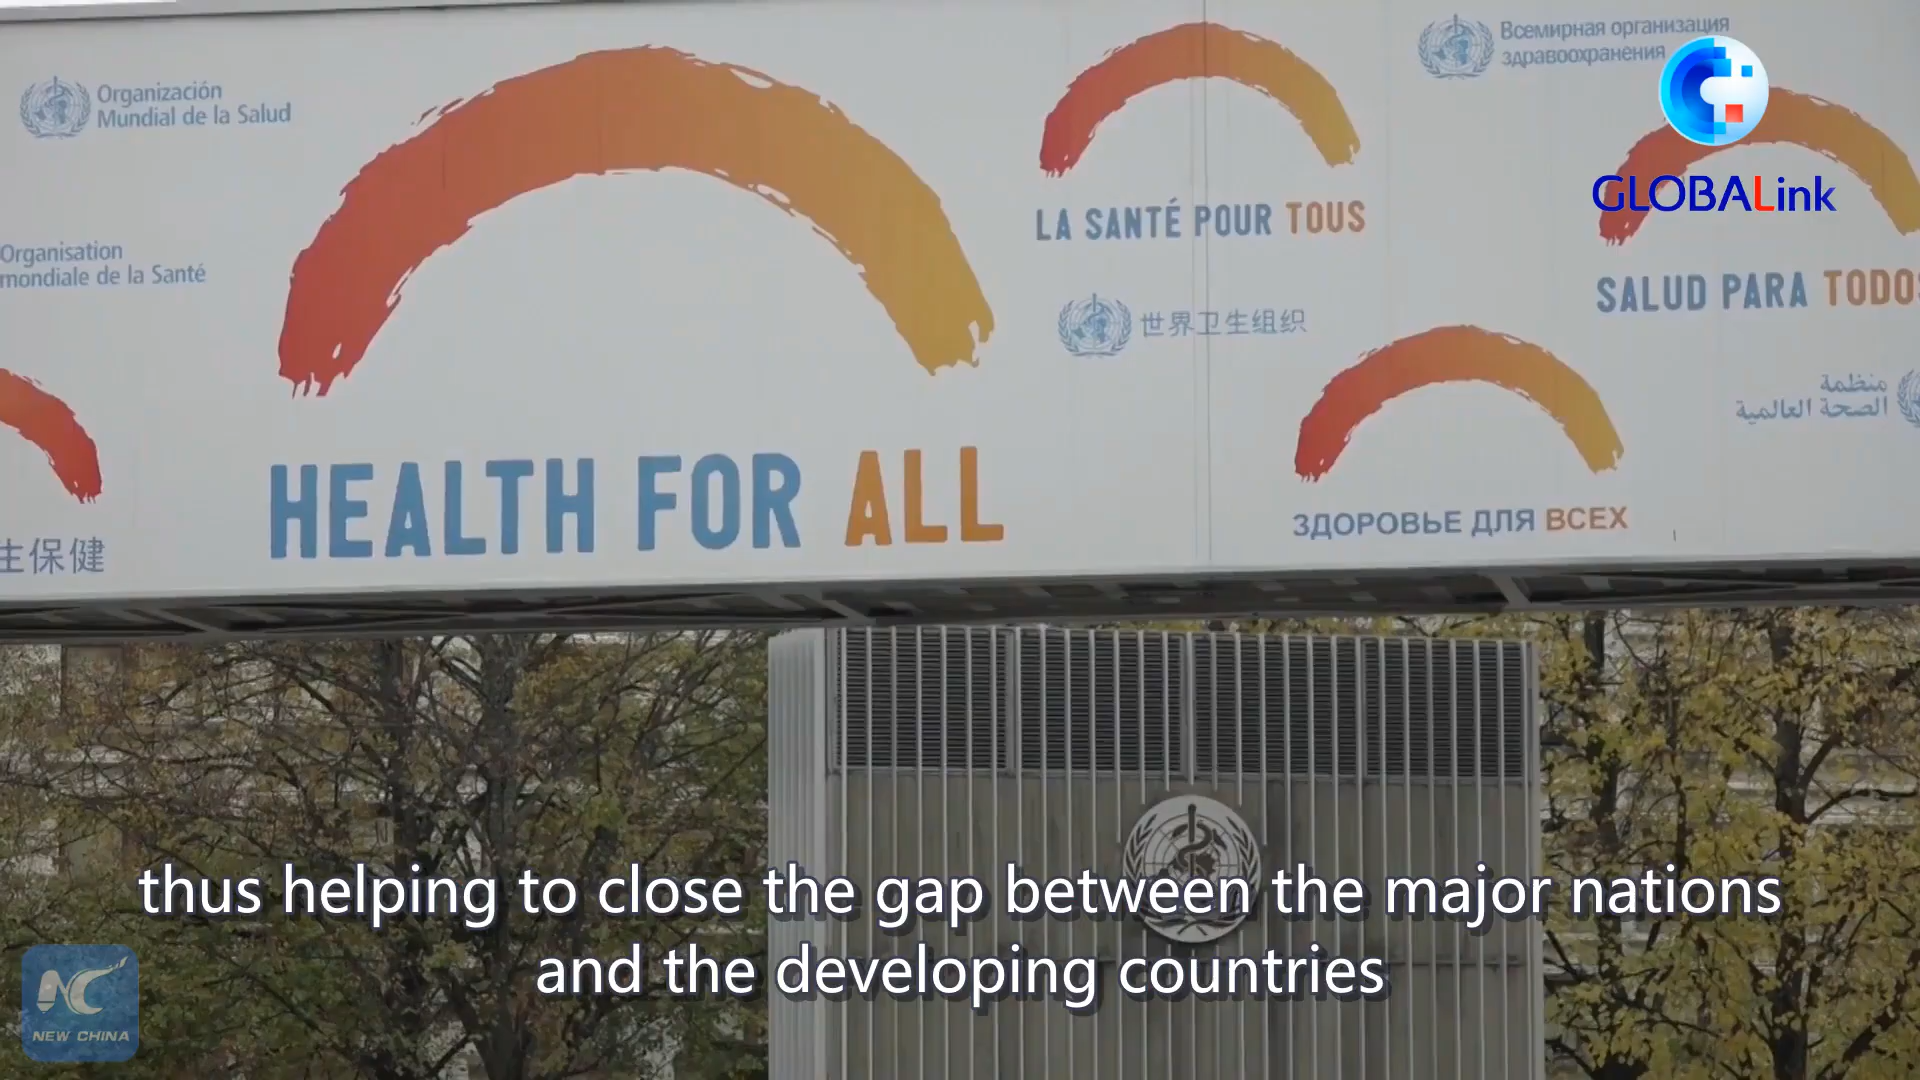 Organización
Mundial de la Salud
Organisation
mondiale de la Santé
生保健
HEALTH FOR ALL
LA SANTÉ POUR TOUS
世界卫生组织
Всемирная организация
здравоохранения
GLOBALink
SALUD PARA TODOS
منظمة
الصحة العالمية
ЗДОРОВЬЕ ДЛЯ ВСЕХ
thus helping to close the gap between the major nations
and the developing countries
NEW CHINA